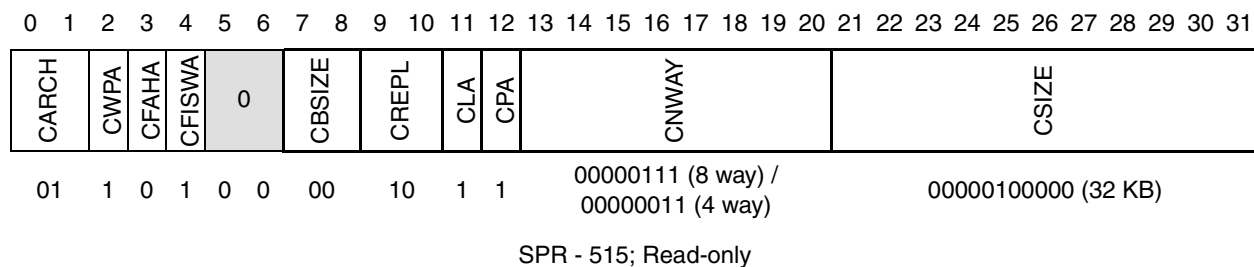 0 1 2 3 4 5 6 7 8 9 10 11 12 13 14 15 16 17 18 19 20 21 22 23 24 25 26 27 28 29 30 31
CARCH CWPA CFAHA CFISWA 0 CBSIZE CREPL CLA CPA CNWAY CSIZE
01 1 0 1 0 0 00 10 1 1 00000111 (8 way) / 00000100000 (32 KB)
00000011 (4 way)
SPR - 515; Read-only